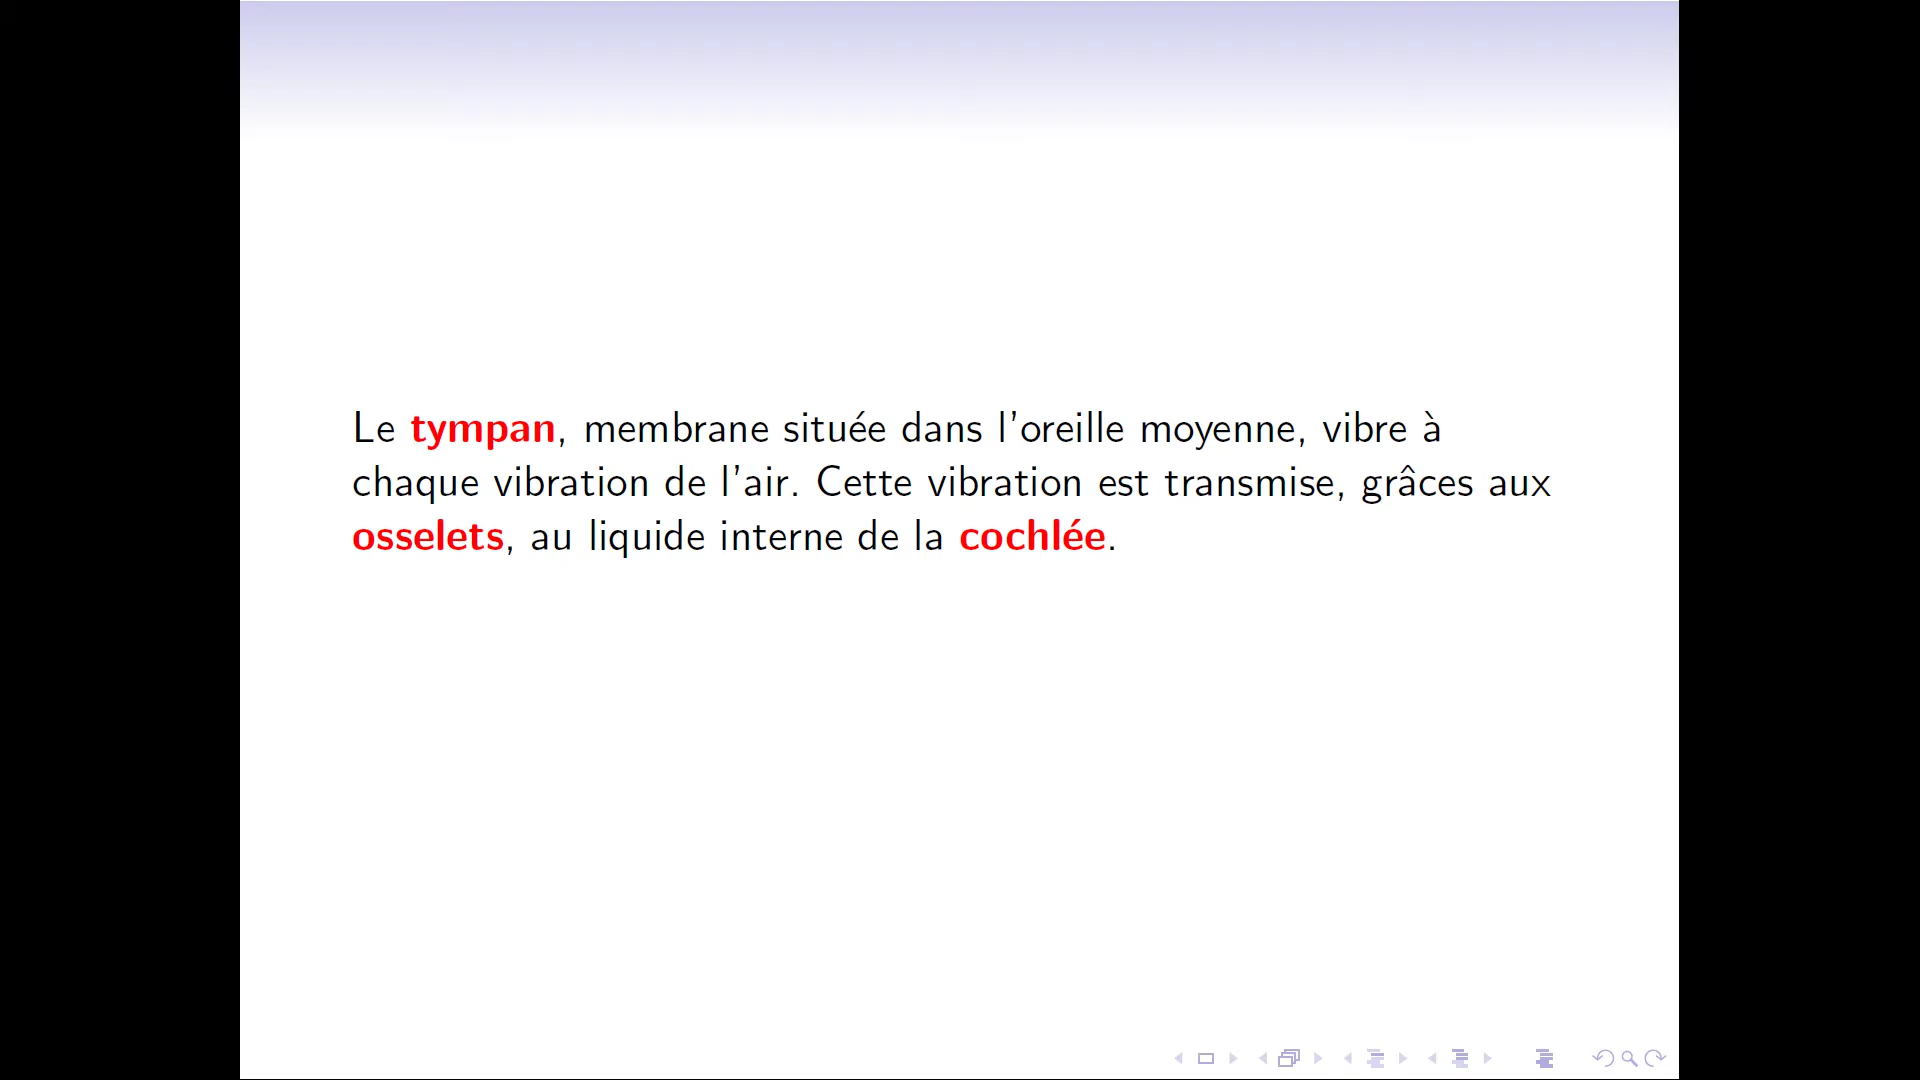 Le tympan, membrane située dans l'oreille moyenne, vibre à
chaque vibration de l'air. Cette vibration est transmise, grâces aux
osselets, au liquide interne de la cochlée.